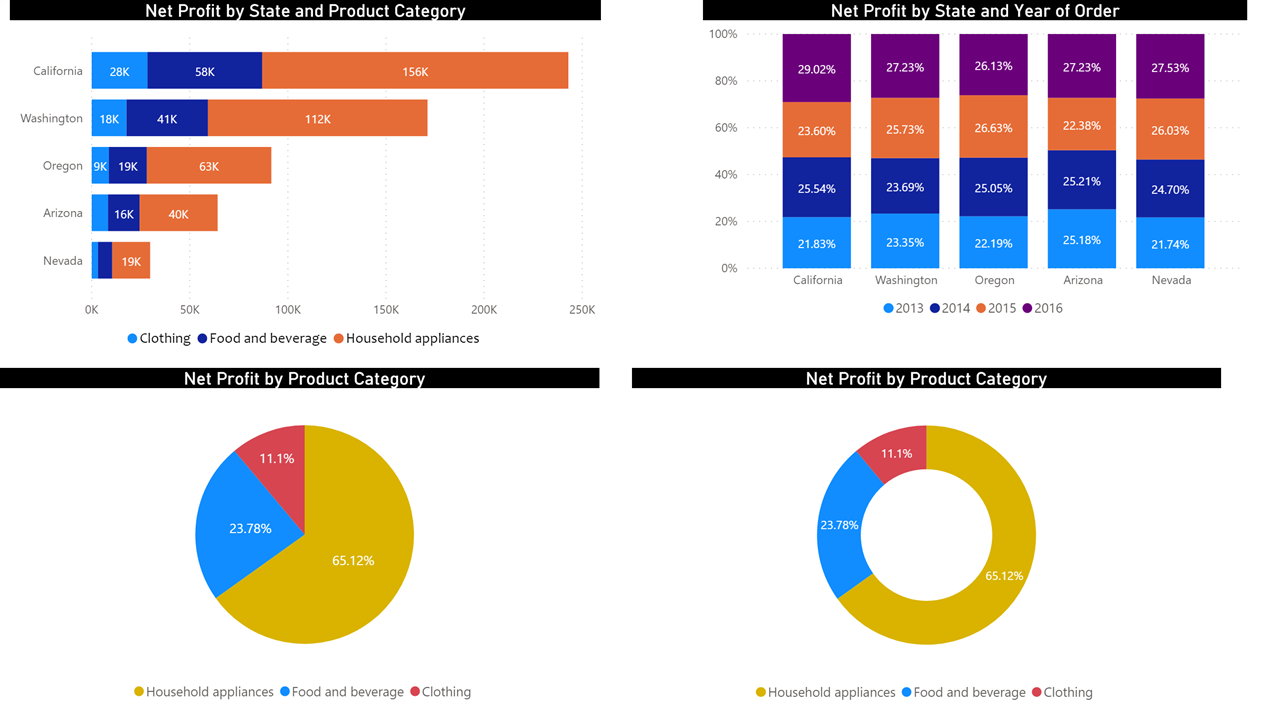 Net Profit by State and Product Category
California 28K 58K 156K
Washington 18K 41K 112K
Oregon 9K 19K 63K
Arizona 16K 40K
Nevada 19K
0K 50K 100K 150K 200K 250K
Clothing Food and beverage Household appliances
Net Profit by State and Year of Order
100%
29.02% 27.23% 26.13% 27.23% 27.53%
80%
60%
23.60% 25.73% 26.63% 22.38% 26.03%
40%
25.54% 23.69% 25.05% 25.21% 24.70%
20%
21.83% 23.35% 22.19% 25.18% 21.74%
0%
California Washington Oregon Arizona Nevada
2013 2014 2015 2016
Net Profit by Product Category
11.1%
23.78%
65.12%
Household appliances Food and beverage Clothing
Net Profit by Product Category
11.1%
23.78%
65.12%
Household appliances Food and beverage Clothing